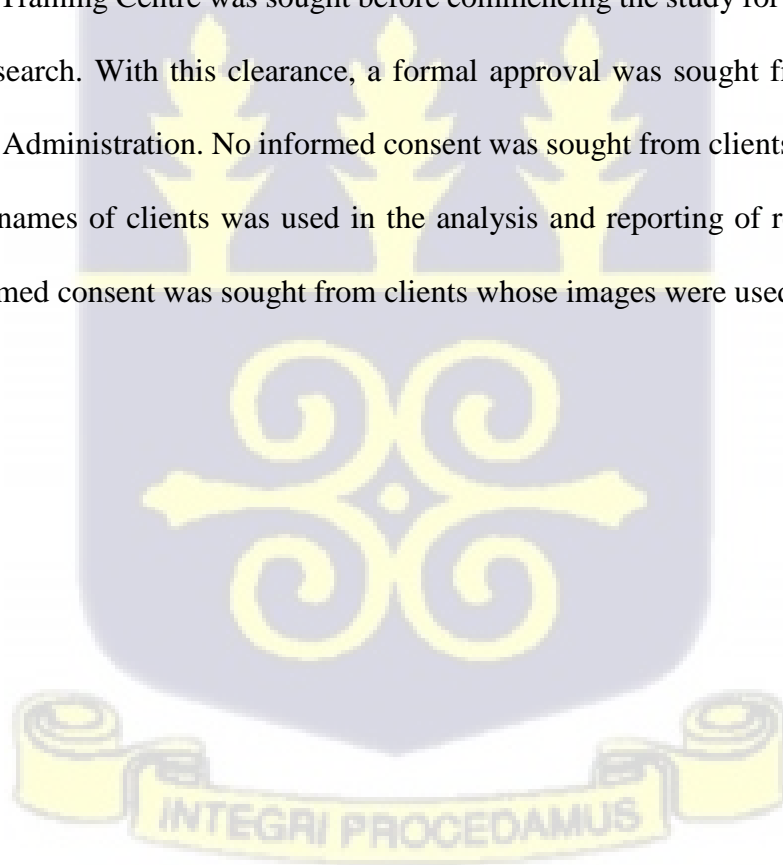 Training Centre was sought before commencing the study for
search. With this clearance, a formal approval was sought
Administration. No informed consent was sought from clients
names of clients was used in the analysis and reporting of
med consent was sought from clients whose images were used
INTEGRI PROCEDAMUS